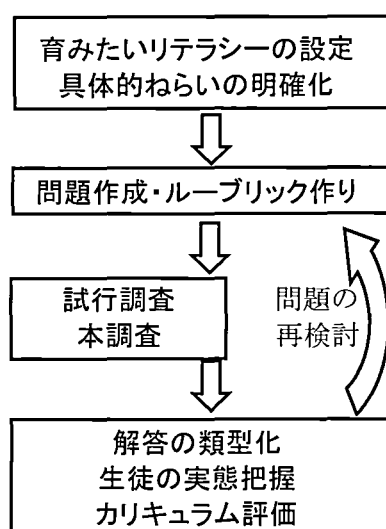 育みたいリテラシーの設定
具体的ねらいの明確化
問題作成・ルーブリック作り
試行調査
本調査
問題の
再検討
解答の類型化
生徒の実態把握
カリキュラム評価